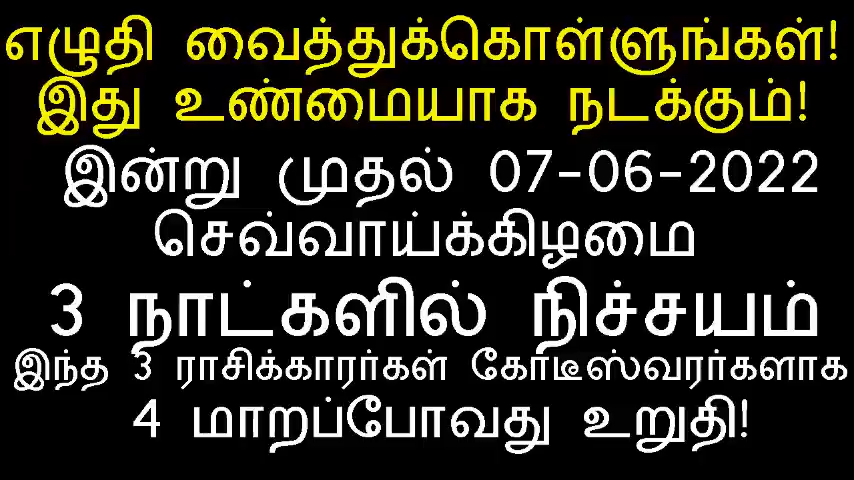 எழுதி வைத்துக்கொள்ளுங்கள்!
இது உண்மையாக நடக்கும்!
இன்று முதல் 07-06-2022
செவ்வாய்க்கிழமை
3 நாட்களில் நிச்சயம்
இந்த 3 ராசிக்காரர்கள் கோடீஸ்வரர்களாக
4 மாறப்போவது உறுதி!